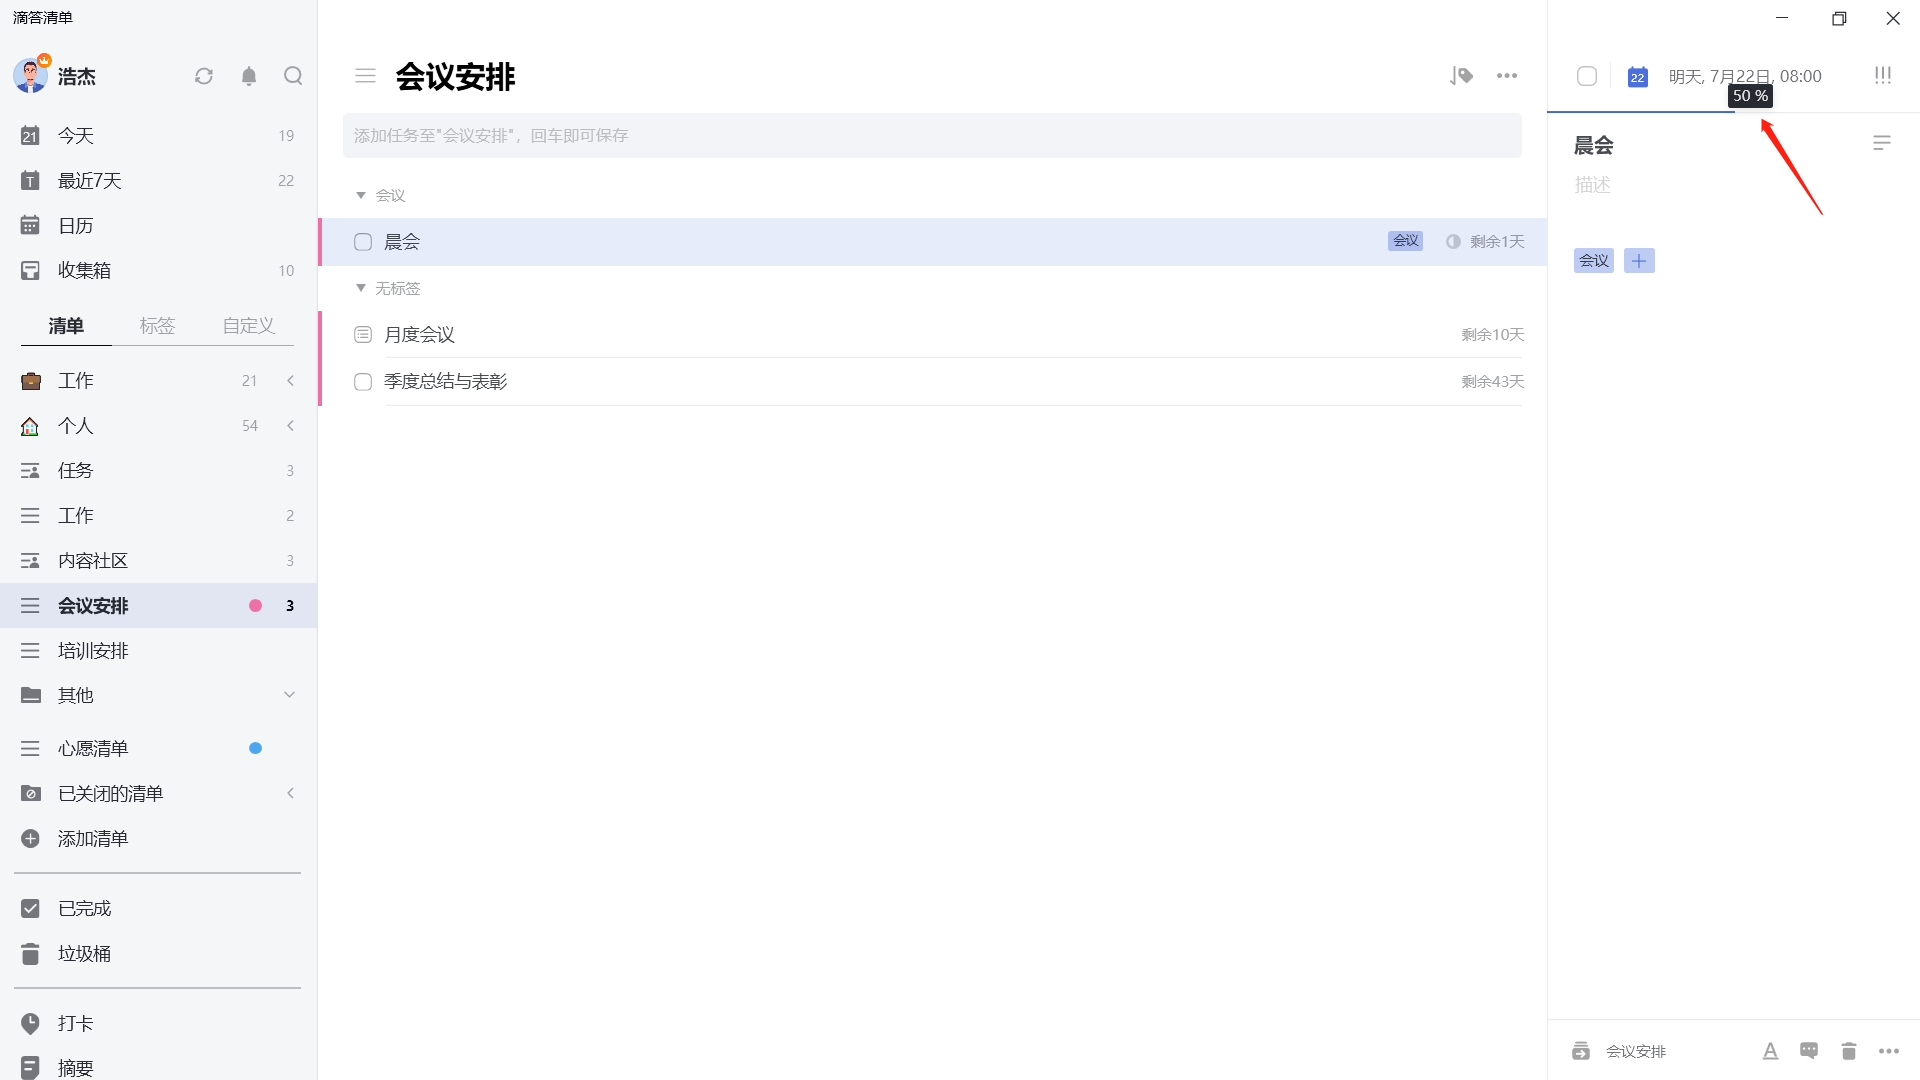 滴答清单
浩杰
21 今天 19
T 最近7天 22
日历
收集箱 10
清单 标签 自定义
工作 21
个人 54
任务 3
工作 2
内容社区 3
会议安排 3
培训安排
其他
心愿清单
已关闭的清单
添加清单
已完成
垃圾桶
打卡
摘要
会议安排
添加任务至"会议安排"，回车即可保存
会议
晨会 会议 剩余1天
无标签
月度会议 剩余10天
季度总结与表彰 剩余43天
22 明天, 7月22日, 08:00
50 %
晨会
描述
会议
会议安排